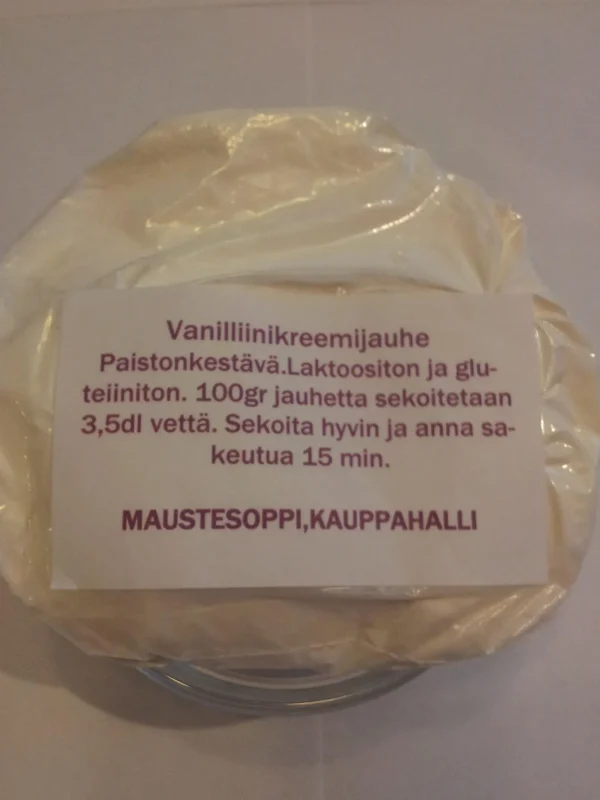 Vanilliinikreemijauhe
Paistonkestävä.Laktoositon ja glu-
teiiniton. 100gr jauhetta sekoitetaan
3,5dl vettä. Sekoita hyvin ja anna sa-
keutua 15 min.
MAUSTESOPPI,KAUPPAHALLI